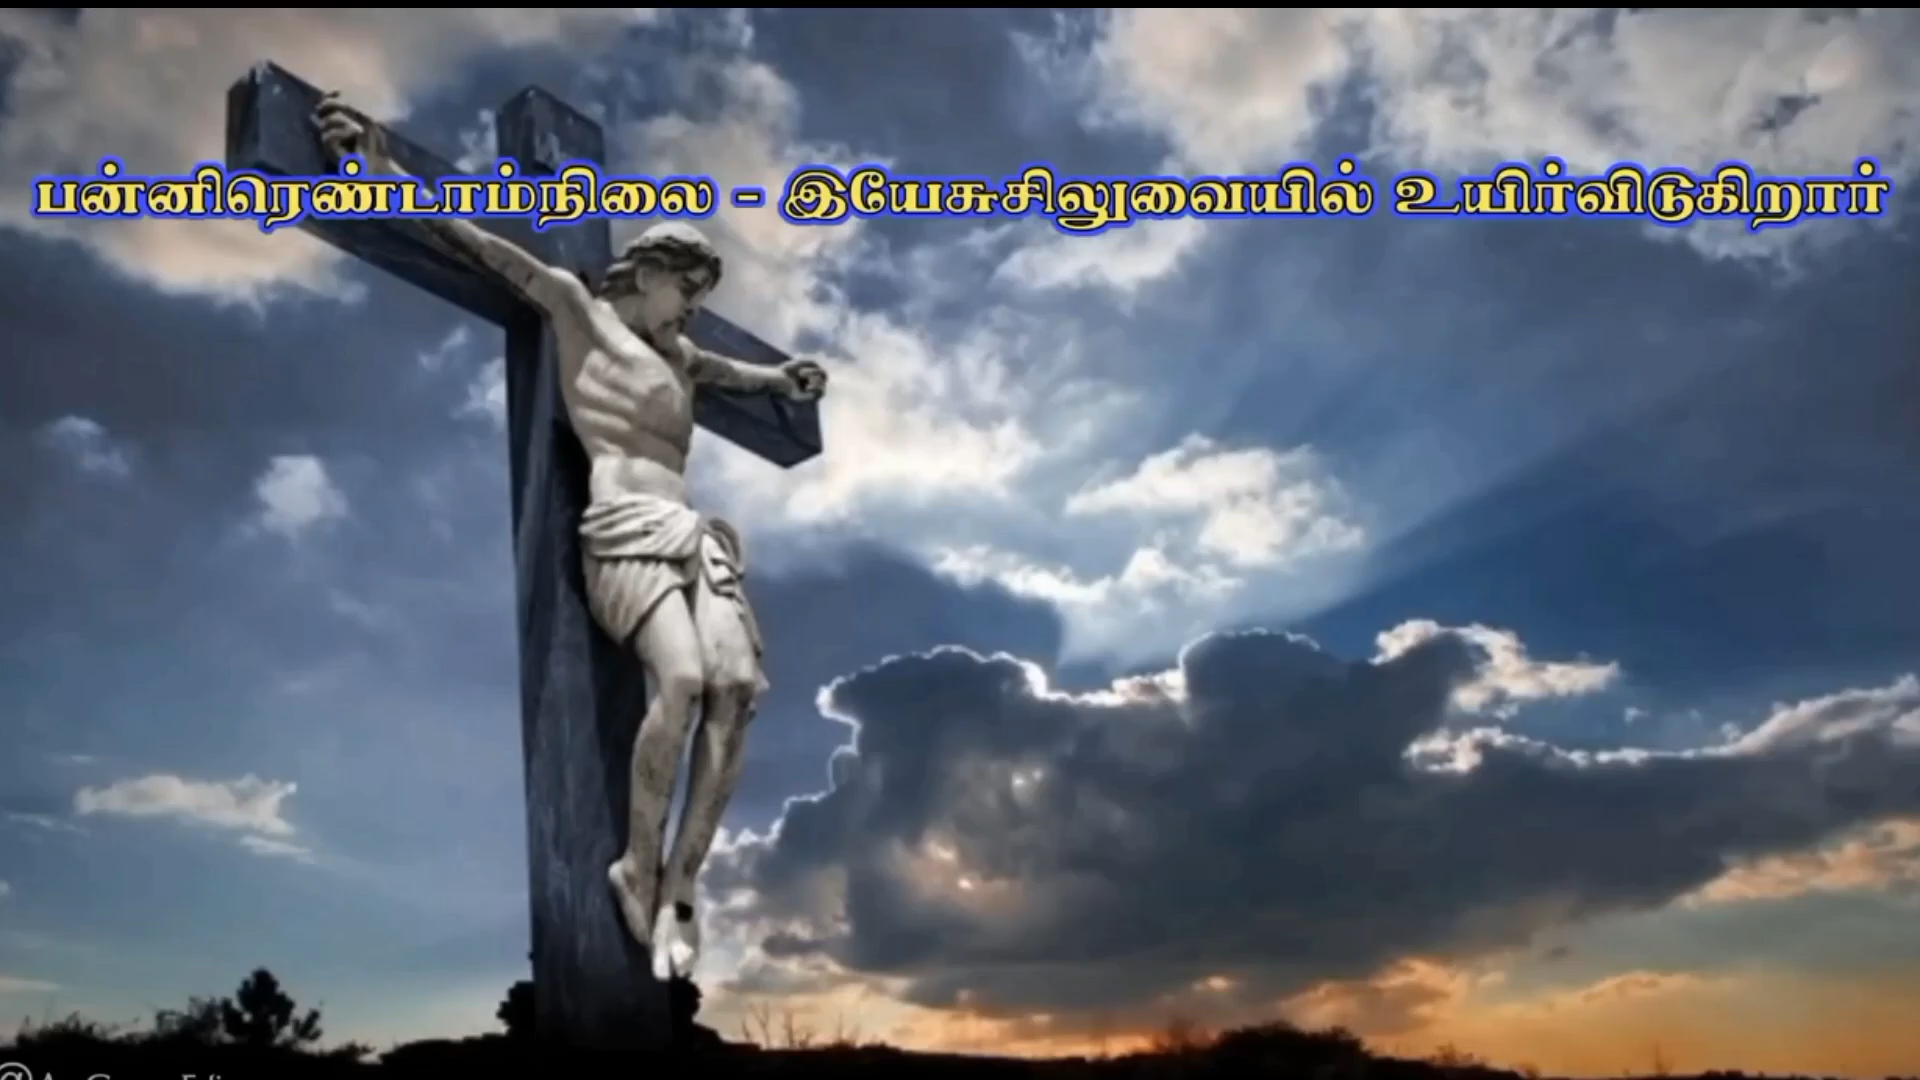 பன்னிரெண்டாம்நிலை - இயேசுசிலுவையில் உயிர்விடுகிறார்